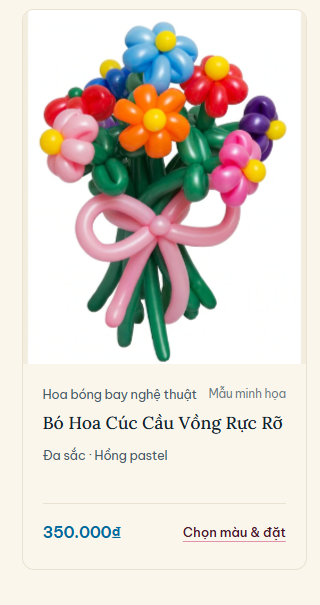 Hoa bóng bay nghệ thuật Mẫu minh họa
Bó Hoa Cúc Cầu Vồng Rực Rỡ
Đa sắc · Hồng pastel
350.000₫
Chọn màu & đặt